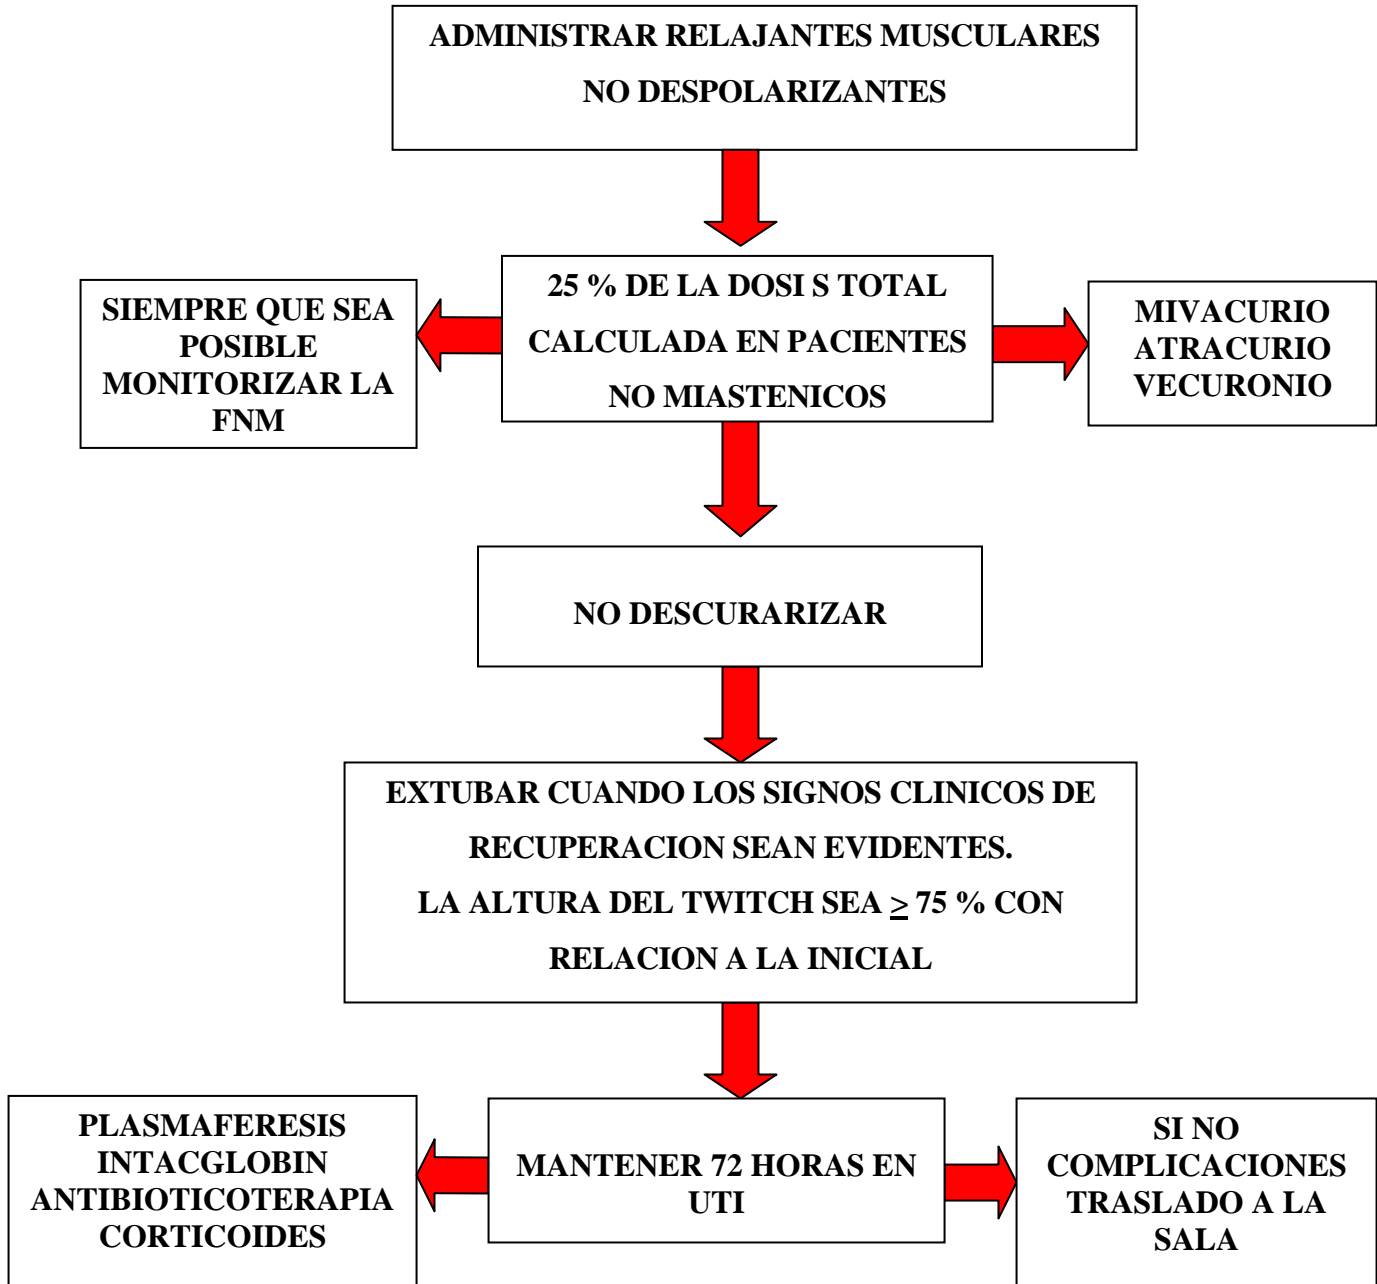 ADMINISTRAR RELAJANTES MUSCULARES
NO DESPOLARIZANTES
SIEMPRE QUE SEA
POSIBLE
MONITORIZAR LA
FNM
25 % DE LA DOSI S TOTAL
CALCULADA EN PACIENTES
NO MIASTENICOS
MIVACURIO
ATRACURIO
VECURONIO
NO DESCURARIZAR
EXTUBAR CUANDO LOS SIGNOS CLINICOS DE
RECUPERACION SEAN EVIDENTES.
LA ALTURA DEL TWITCH SEA ≥ 75 % CON
RELACION A LA INICIAL
PLASMAFERESIS
INTACGLOBIN
ANTIBIOTICOTERAPIA
CORTICOIDES
MANTENER 72 HORAS EN
UTI
SI NO
COMPLICACIONES
TRASLADO A LA
SALA